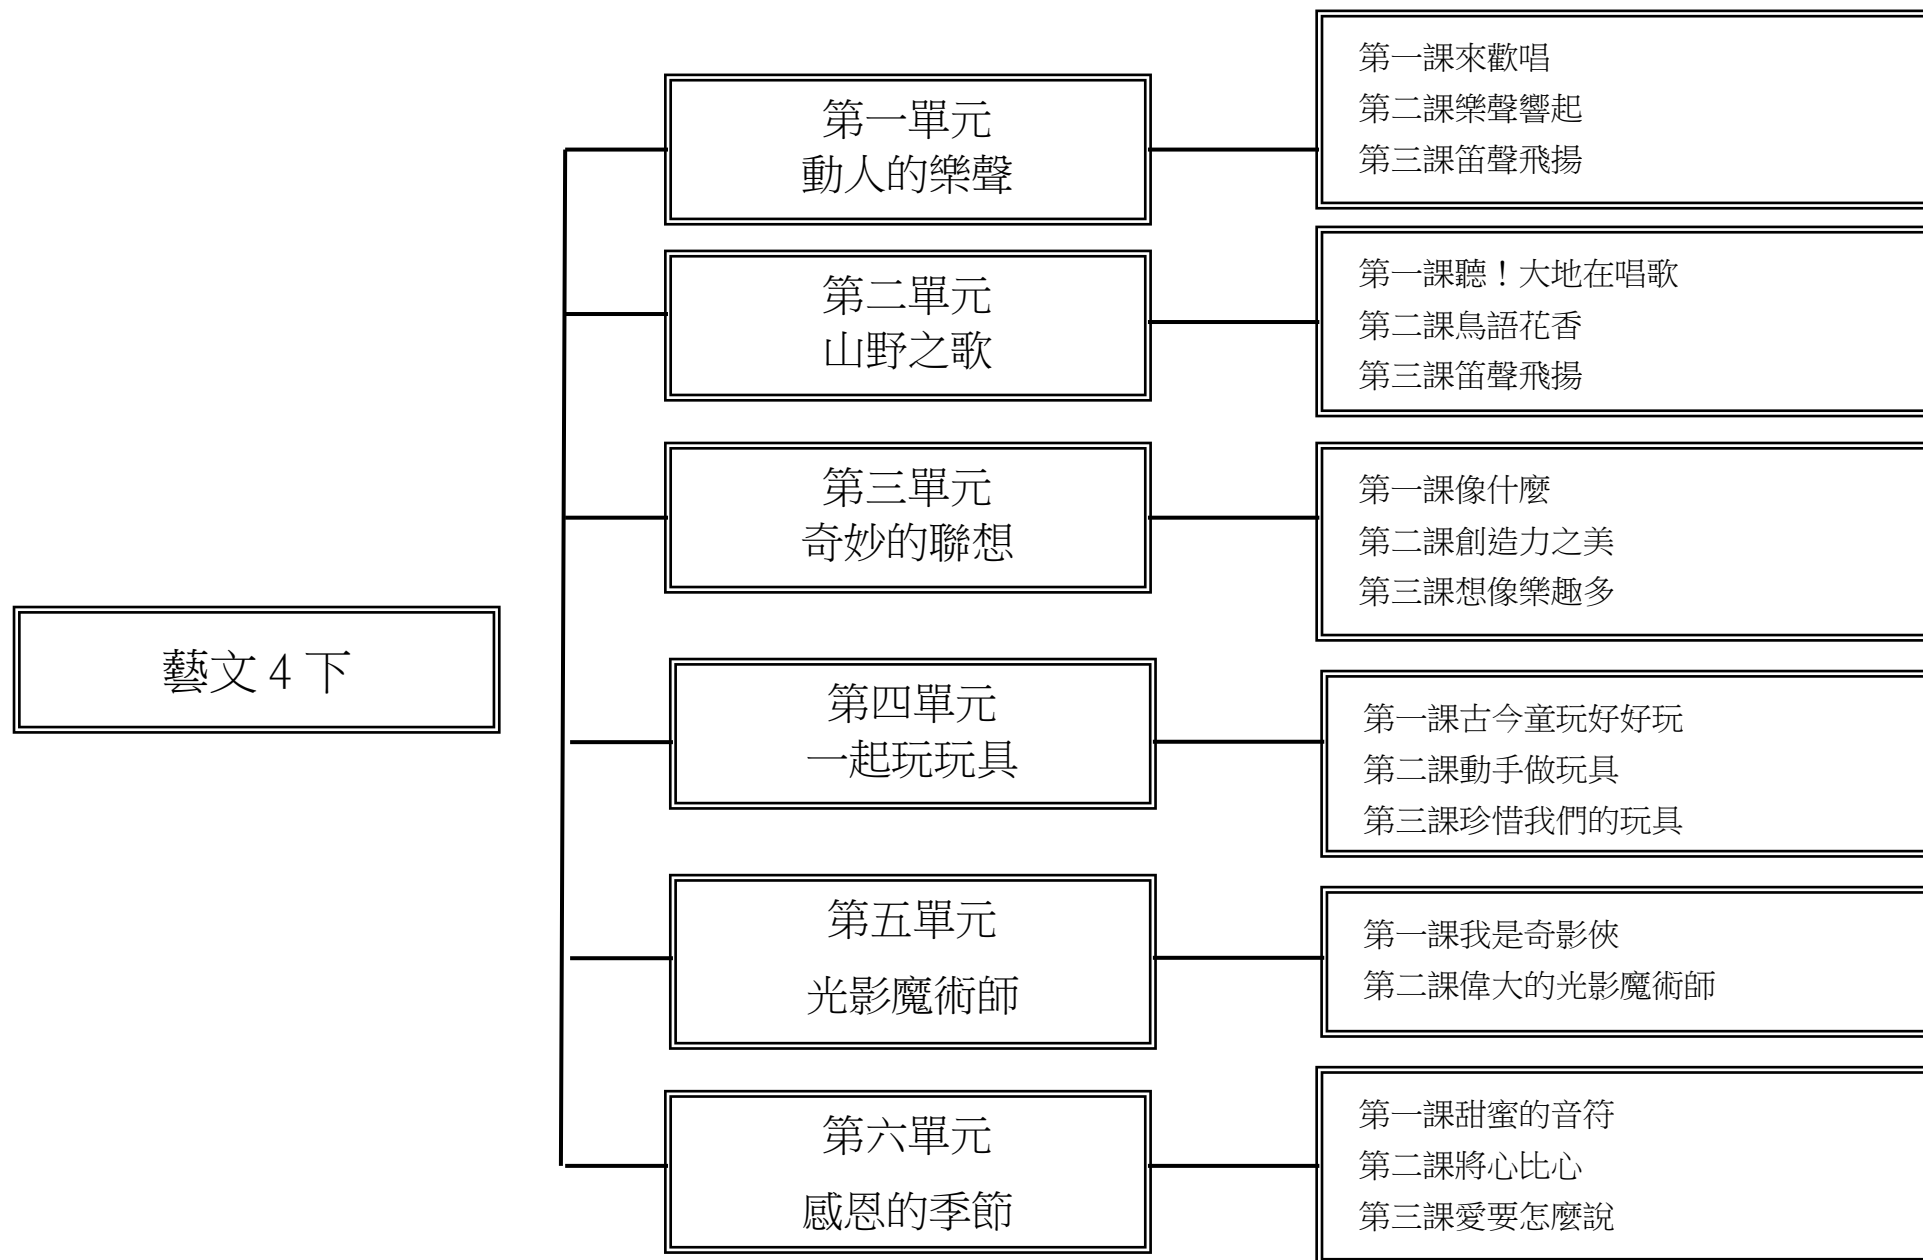 藝文4下
第一單元
動人的樂聲
第一課來歡唱
第二課樂聲響起
第三課笛聲飛揚
第二單元
山野之歌
第一課聽！大地在唱歌
第二課鳥語花香
第三課笛聲飛揚
第三單元
奇妙的聯想
第一課像什麼
第二課創造力之美
第三課想像樂趣多
第四單元
一起玩玩具
第一課古今童玩好好玩
第二課動手做玩具
第三課珍惜我們的玩具
第五單元
光影魔術師
第一課我是奇影俠
第二課偉大的光影魔術師
第六單元
感恩的季節
第一課甜蜜的音符
第二課將心比心
第三課愛要怎麼說